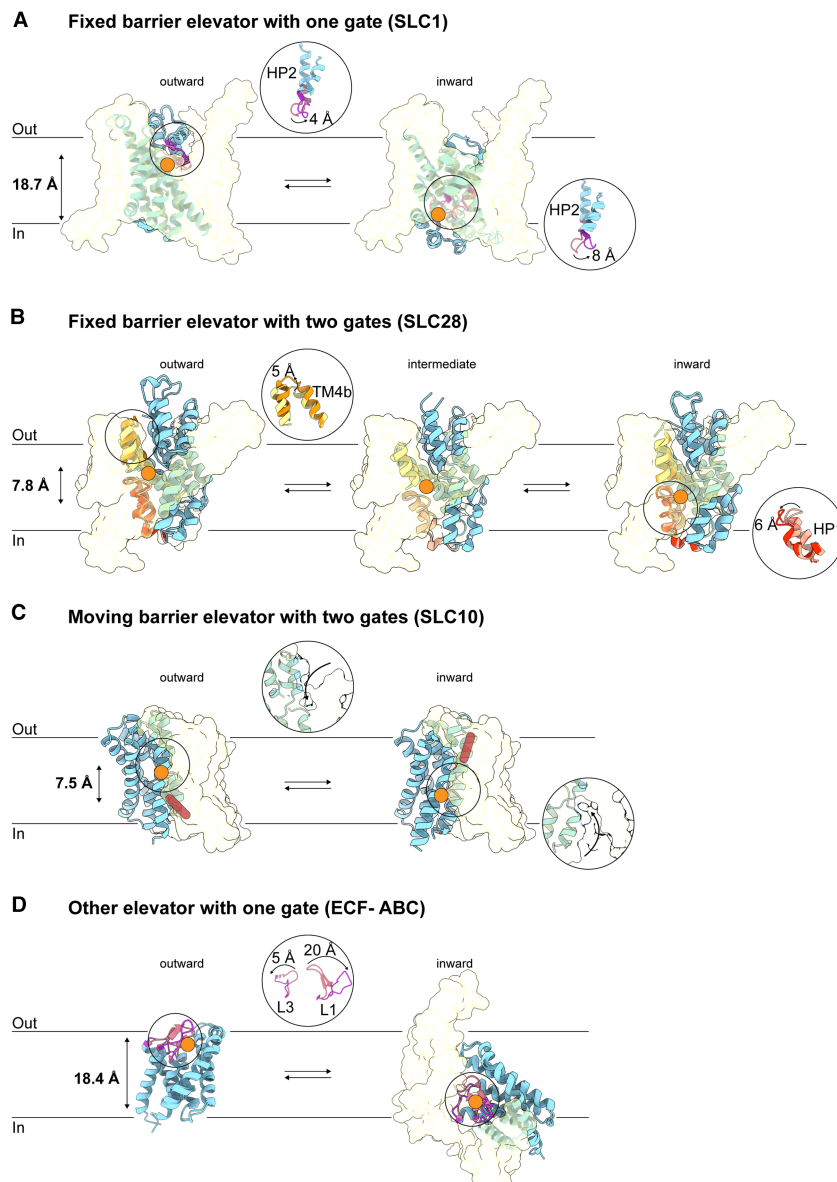 A Fixed barrier elevator with one gate (SLC1)
outward
HP2
4 Å
inward
Out
18.7 Å
In
HP2
8 Å
B Fixed barrier elevator with two gates (SLC28)
outward
5 Å
TM4b
intermediate
inward
Out
7.8 Å
In
6 Å
HP
C Moving barrier elevator with two gates (SLC10)
outward
inward
Out
7.5 Å
In
D Other elevator with one gate (ECF- ABC)
outward
5 Å 20 Å
L3 L1
inward
Out
18.4 Å
In